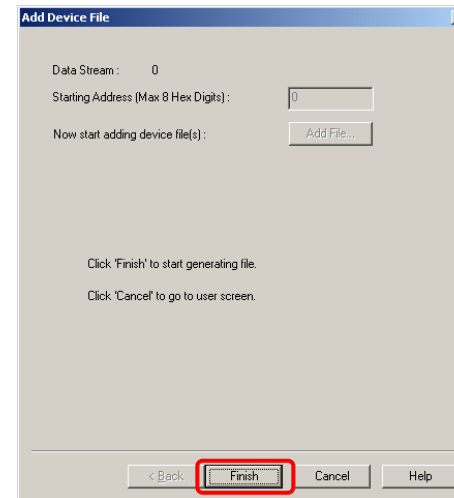 Add Device File
Data Stream : 0
Starting Address (Max 8 Hex Digits) : 0
Now start adding device file(s) : Add File...
Click 'Finish' to start generating file.
Click 'Cancel' to go to user screen.
< Back Finish Cancel Help